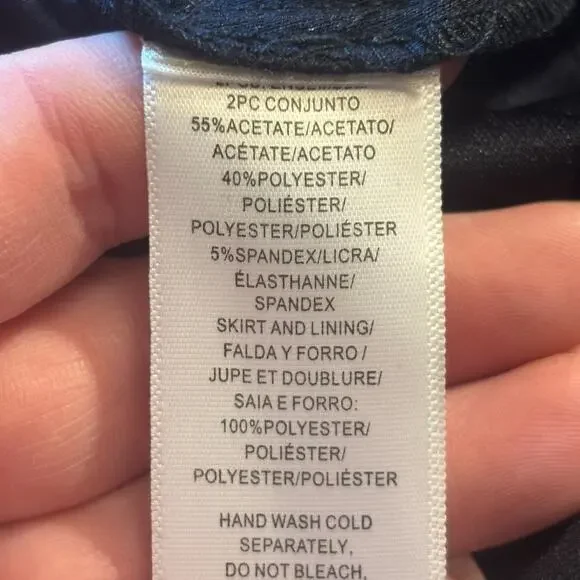 2PC CONJUNTO
55%ACETATE/ACETATO/
ACÉTATE/ACETATO
40%POLYESTER/
POLIÉSTER/
POLYESTER/POLIÉSTER
5%SPANDEX/LICRA/
ÉLASTHANNE/
SPANDEX
SKIRT AND LINING/
FALDA Y FORRO /
JUPE ET DOUBLURE/
SAIA E FORRO:
100%POLYESTER/
POLIÉSTER/
POLYESTER/POLIÉSTER
HAND WASH COLD
SEPARATELY,
DO NOT BLEACH,